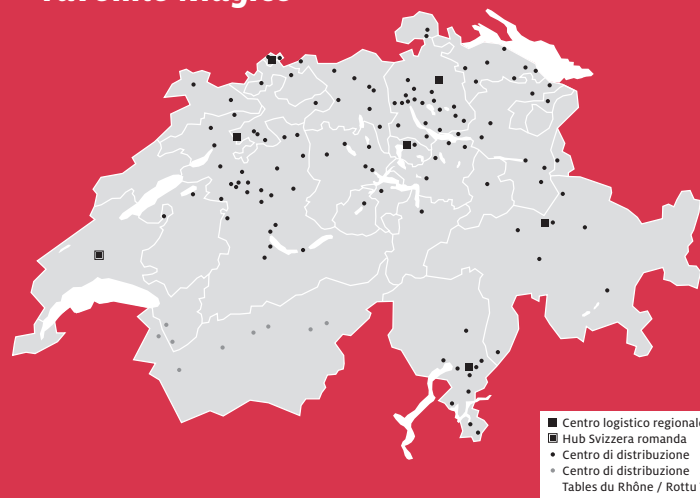 Centro logistico regionale
Hub Svizzera romanda
Centro di distribuzione
Centro di distribuzione
Tables du Rhône / Rottu